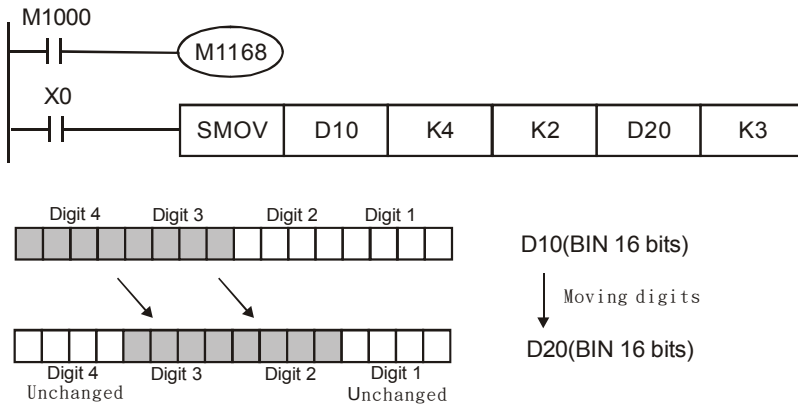 M1000
M1168
X0
SMOV D10 K4 K2 D20 K3
Digit 4 Digit 3 Digit 2 Digit 1
D10(BIN 16 bits)
Moving digits
D20(BIN 16 bits)
Digit 4 Digit 3 Digit 2 Digit 1
Unchanged Unchanged